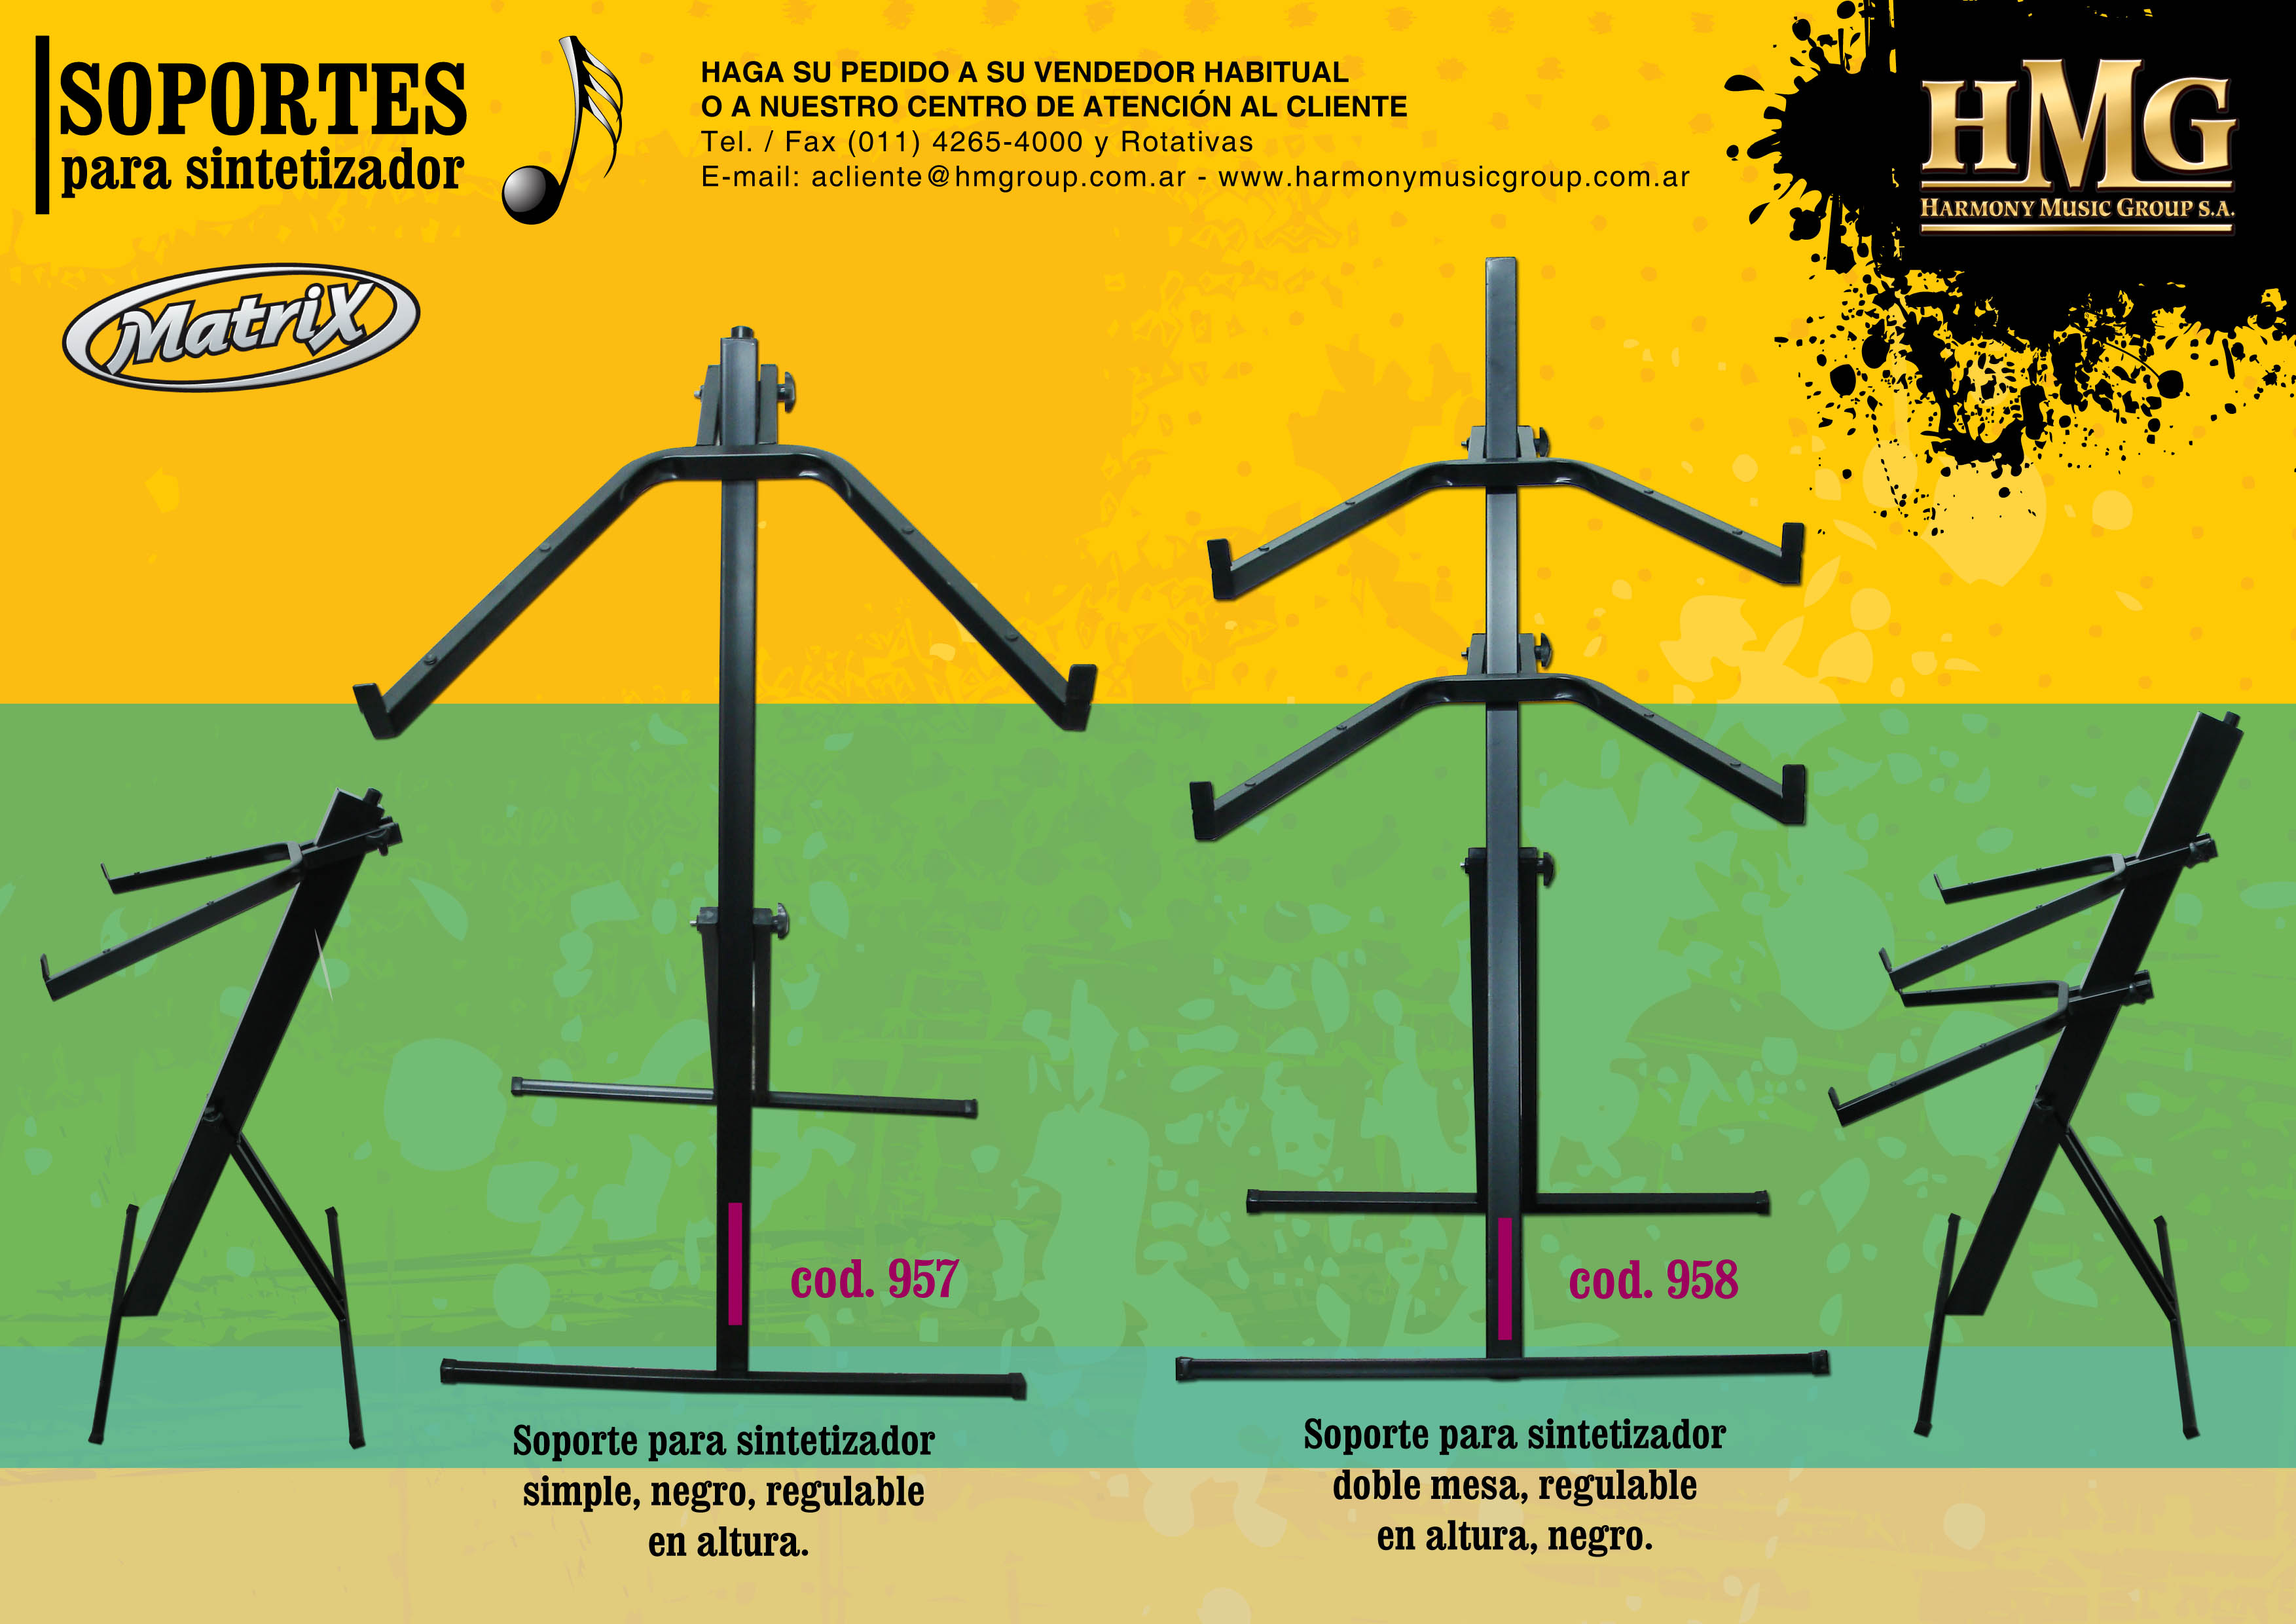 SOPORTES
para sintetizador
HAGA SU PEDIDO A SU VENDEDOR HABITUAL
O A NUESTRO CENTRO DE ATENCIÓN AL CLIENTE
Tel. / Fax (011) 4265-4000 y Rotativas
E-mail: acliente@hmgroup.com.ar - www.harmonymusicgroup.com.ar
HMG
HARMONY MUSIC GROUP S.A.
Matrix
cod. 957
Soporte para sintetizador
simple, negro, regulable
en altura.
cod. 958
Soporte para sintetizador
doble mesa, regulable
en altura, negro.